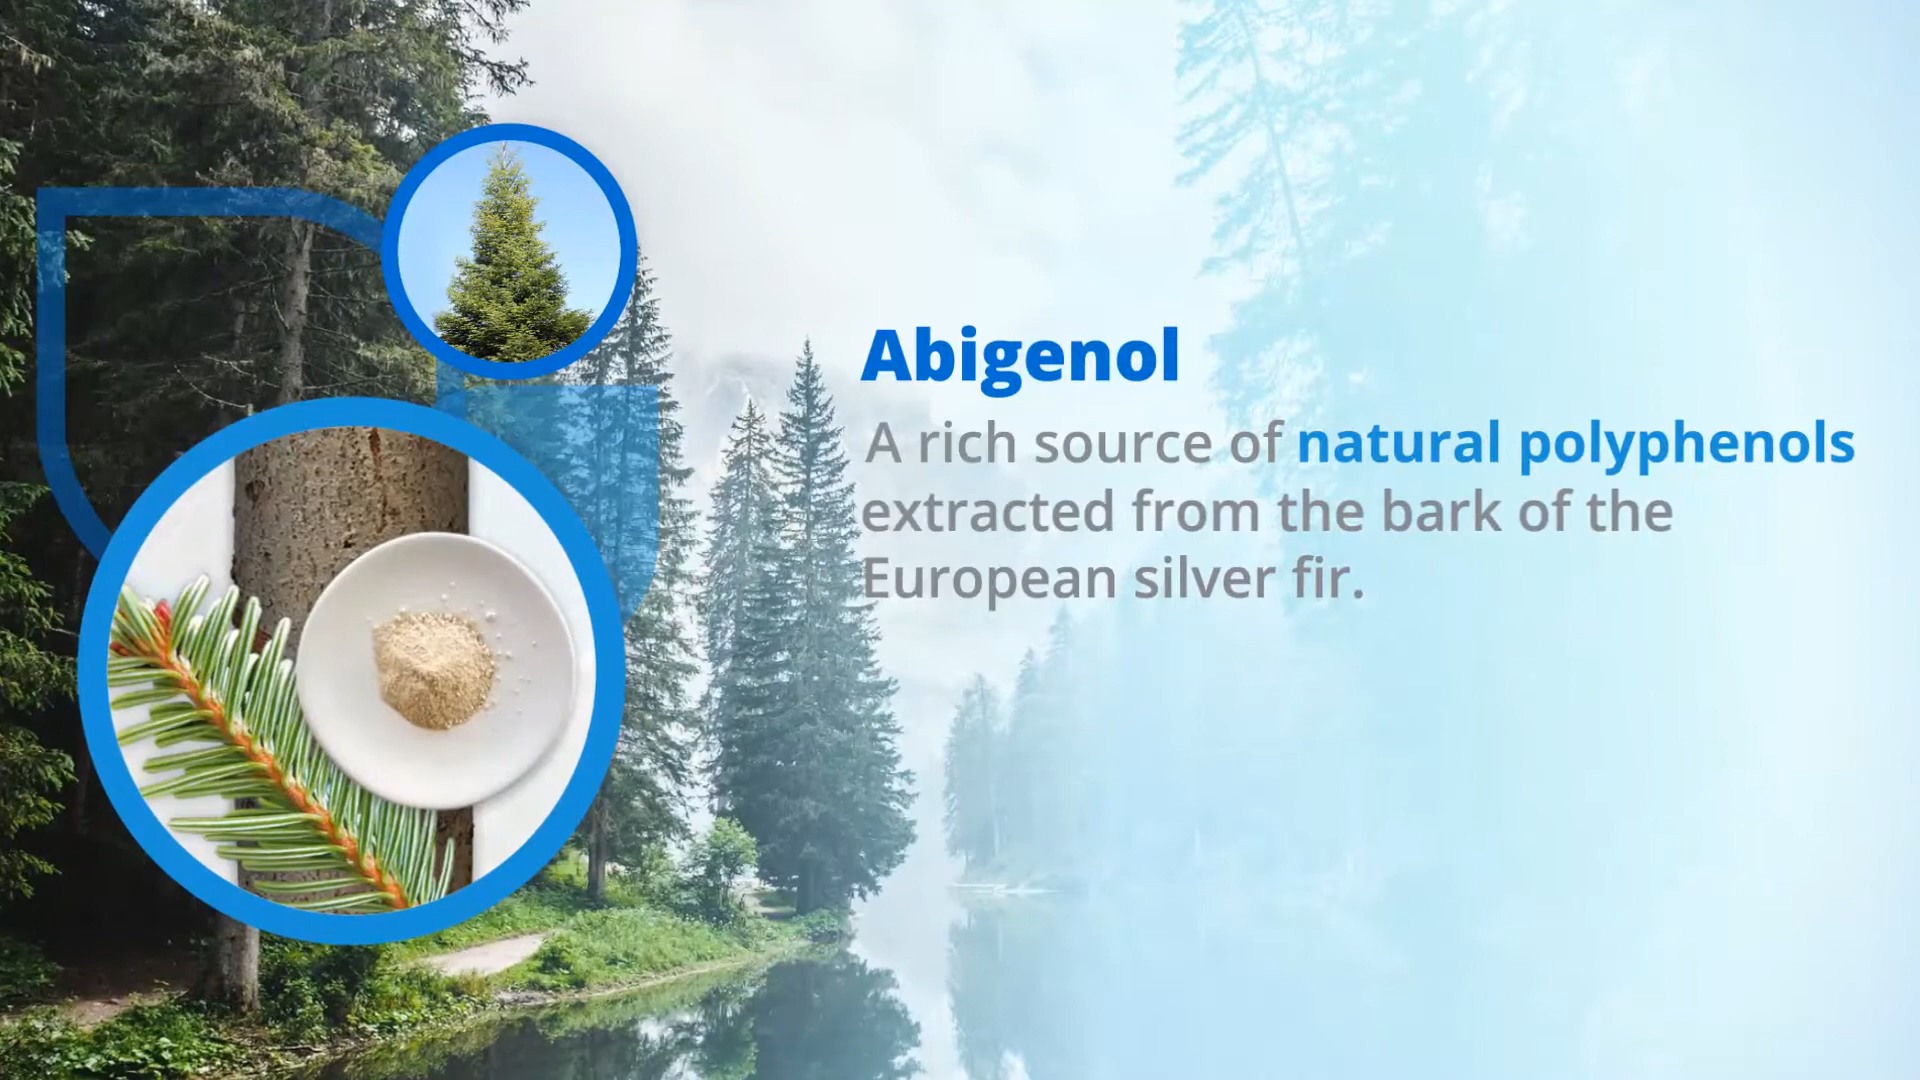 Abigenol
A rich source of natural polyphenols
extracted from the bark of the
European silver fir.